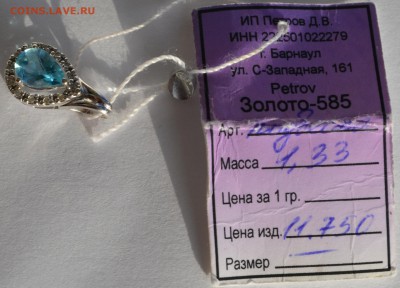 COINS.LAVE.RU
ИП Петров Д.В.
ИНН 222501022279
г. Барнаул
ул. С-Западная, 161
Petrov
Золото-585
Арт.
Масса 1,33
Цена за 1 гр.
Цена изд. 11.750
Размер —